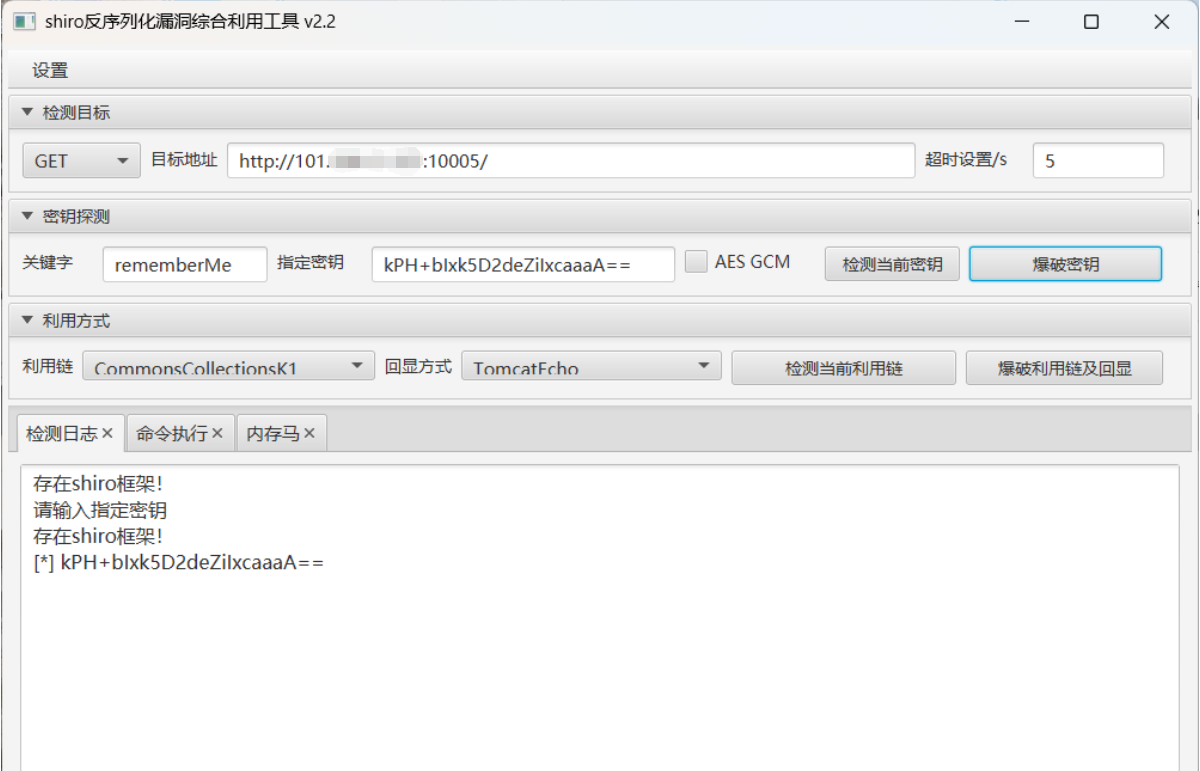 shiro反序列化漏洞综合利用工具 v2.2
设置
检测目标
GET 目标地址 http://101. :10005/ 超时设置/s 5
密钥探测
关键字 rememberMe 指定密钥 kPH+bIxk5D2deZiIxcaaaA== AES GCM 检测当前密钥 爆破密钥
利用方式
利用链 CommonsCollectionsK1 回显方式 TomcatEcho 检测当前利用链 爆破利用链及回显
检测日志 命令执行 内存马
存在shiro框架!
请输入指定密钥
存在shiro框架!
[*] kPH+bIxk5D2deZiIxcaaaA==